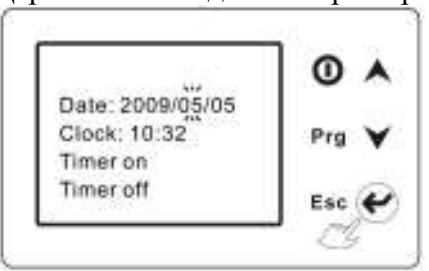 Date: 2009/05/05
Clock: 10:32
Timer on
Timer off
Prg
Esc